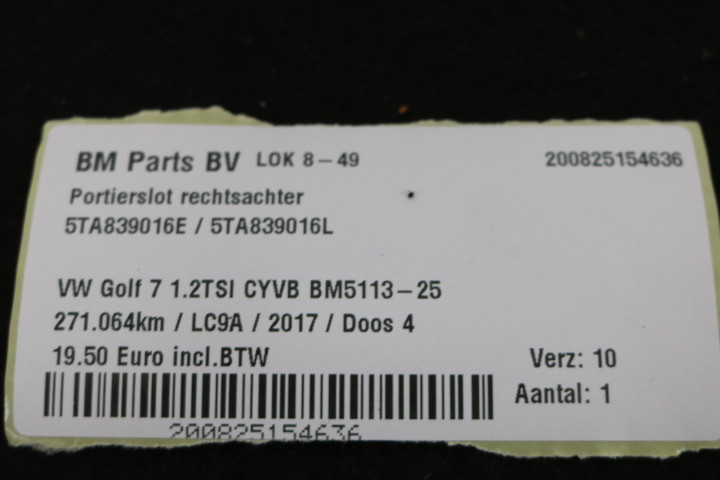 BM Parts BV LOK 8-49 200825154636
Portierslot rechtsachter
5TA839016E / 5TA839016L
VW Golf 7 1.2TSI CYVB BM5113-25
271.064km / LC9A / 2017 / Doos 4
19.50 Euro incl.BTW Verz: 10
Aantal: 1
200825154636